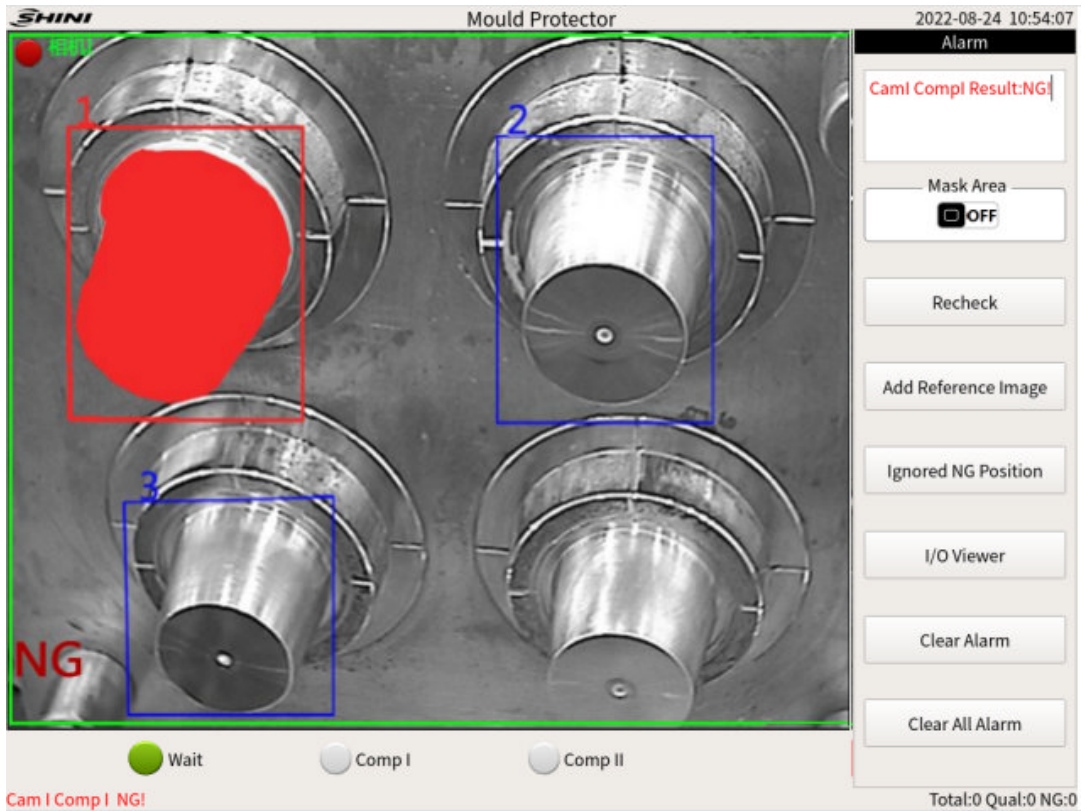 SHINI
Mould Protector
2022-08-24 10:54:07
相机I
1
2
3
NG
Alarm
CamI CompI Result:NG!
Mask Area
OFF
Recheck
Add Reference Image
Ignored NG Position
I/O Viewer
Clear Alarm
Clear All Alarm
Wait
Comp I
Comp II
Cam I Comp I NG!
Total:0 Qual:0 NG:0